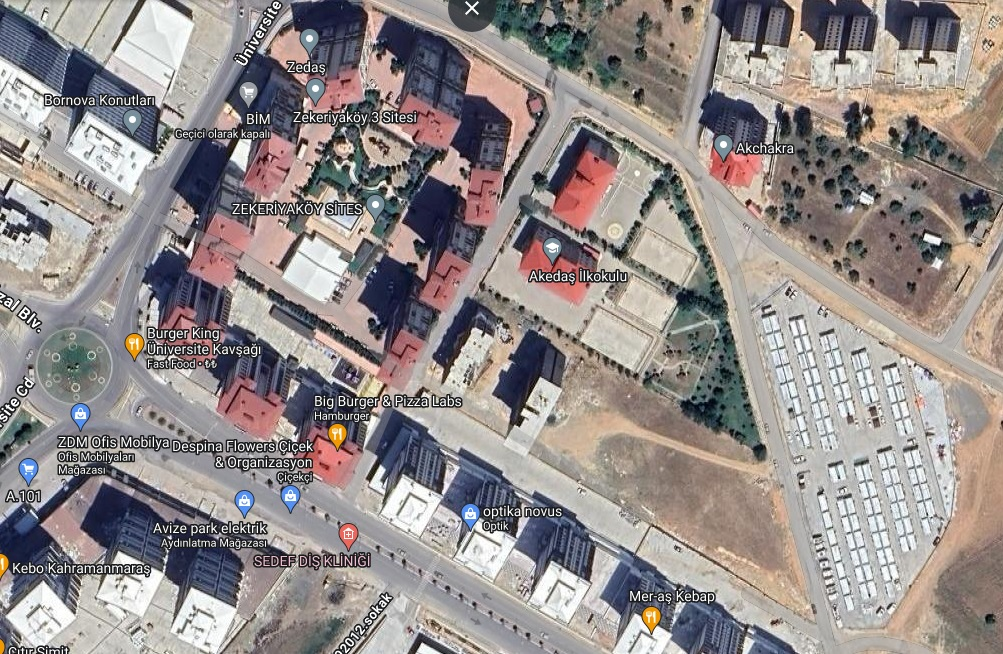 Üniversite
Zedaş
Bornova Konutları
BİM
Geçici olarak kapalı
Zekeriyaköy 3 Sitesi
Akchakra
ZEKERİYAKÖY SİTES
Akedaş İlkokulu
zal Blv.
Burger King
Üniversite Kavşağı
Fast Food • ₺₺
site Cd.
Big Burger & Pizza Labs
Hamburger
ZDM Ofis Mobilya
Ofis Mobilyaları
Mağazası
Despina Flowers Çiçek
& Organizasyon
Çiçekçi
A.101
Avize park elektrik
Aydınlatma Mağazası
optika novus
Optik
SEDEF DİŞ KLİNİĞİ
Kebo Kahramanmaraş
Mer-aş Kebap
92012.sokak
Çıtır Simit